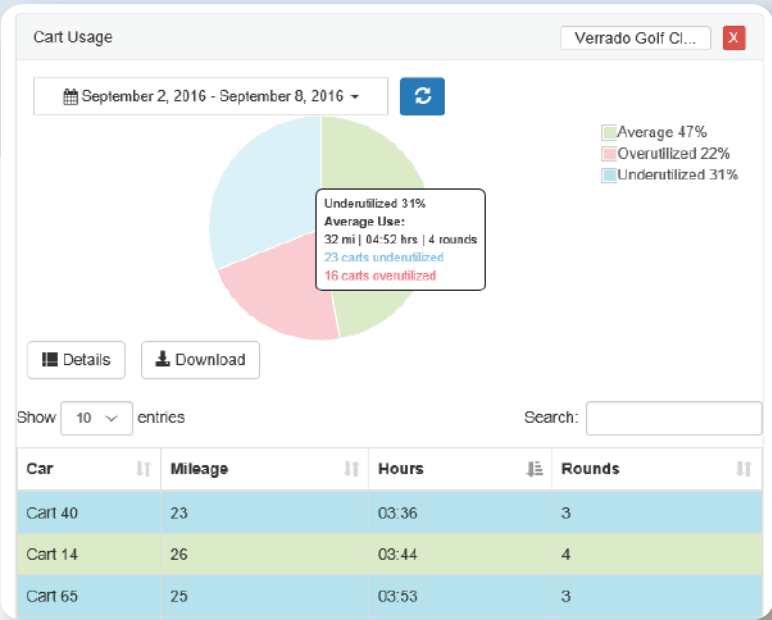 Cart Usage
Verrado Golf Cl...
X
September 2, 2016 - September 8, 2016
Average 47%
Overutilized 22%
Underutilized 31%
Underutilized 31%
Average Use:
32 mi | 04:52 hrs | 4 rounds
23 carts underutilized
16 carts overutilized
Details
Download
Show 10 entries
Search:
Car Mileage Hours Rounds
Cart 40 23 03:36 3
Cart 14 26 03:44 4
Cart 65 25 03:53 3